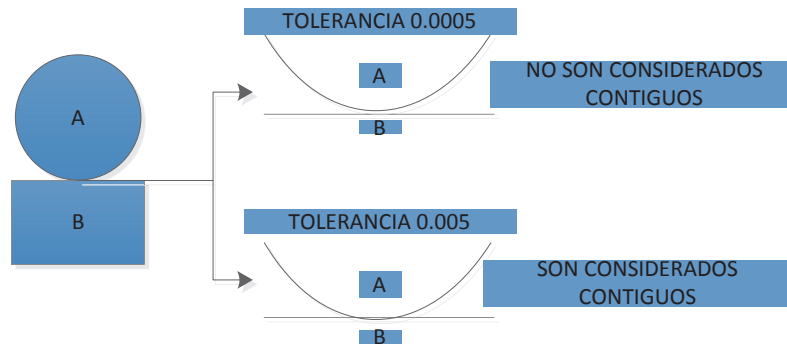 A
B
TOLERANCIA 0.0005
A
B
NO SON CONSIDERADOS
CONTIGUOS
TOLERANCIA 0.005
A
B
SON CONSIDERADOS
CONTIGUOS